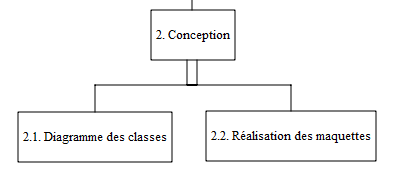 2. Conception
2.1. Diagramme des classes
2.2. Réalisation des maquettes